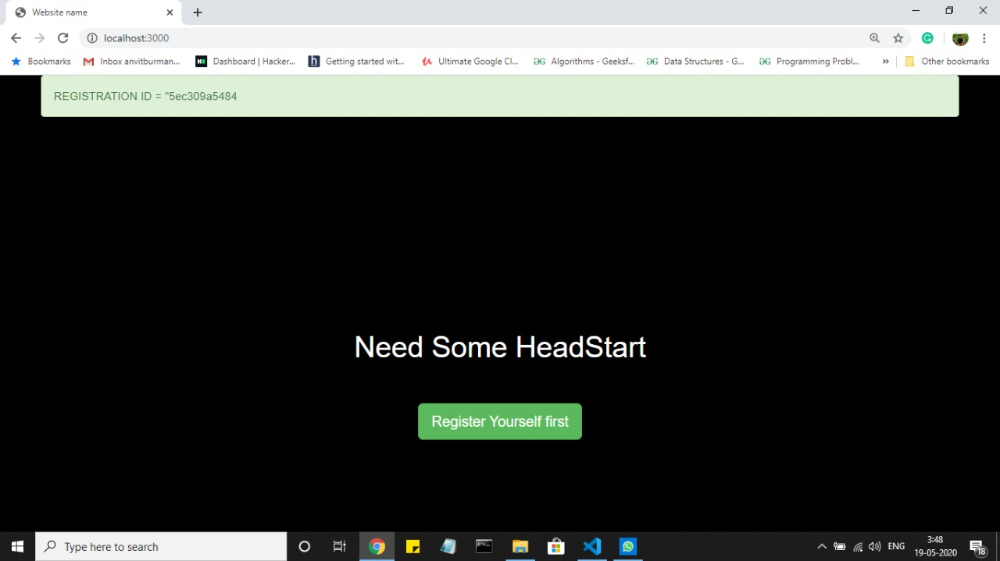 Website name
localhost:3000
Bookmarks
Inbox anvitburman...
Dashboard | Hacker...
Getting started wit...
Ultimate Google Cl...
Algorithms - Geeksf...
Data Structures - G...
Programming Probl...
»
Other bookmarks
REGISTRATION ID = "5ec309a5484
Need Some HeadStart
Register Yourself first
Type here to search
ENG
3:48
19-05-2020
18